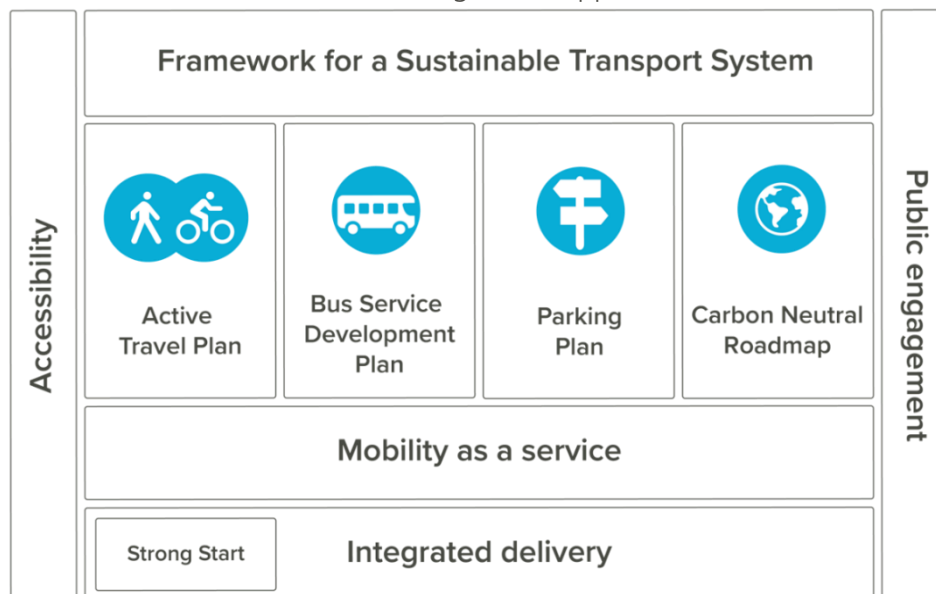 Framework for a Sustainable Transport System
Accessibility
Active
Travel Plan
Bus Service
Development
Plan
Parking
Plan
Carbon Neutral
Roadmap
Public engagement
Mobility as a service
Strong Start
Integrated delivery